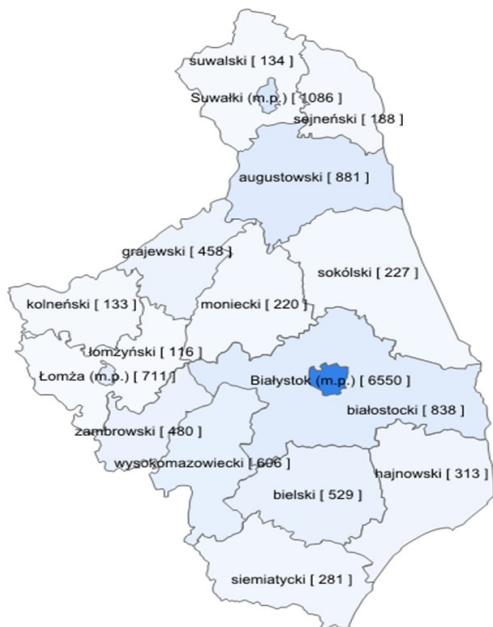 suwalski [ 134 ]
Suwałki (m.p.) [ 1086 ]
sejneński [ 188 ]
augustowski [ 881 ]
grajewski [ 458 ]
sokólski [ 227 ]
kolneński [ 133 ]
moniecki [ 220 ]
łomżyński [ 116 ]
Łomża (m.p.) [ 711 ]
Białystok (m.p.) [ 6550 ]
białostocki [ 838 ]
zambrowski [ 480 ]
wysokomazowiecki [ 606 ]
hajnowski [ 313 ]
bielski [ 529 ]
siemiatycki [ 281 ]